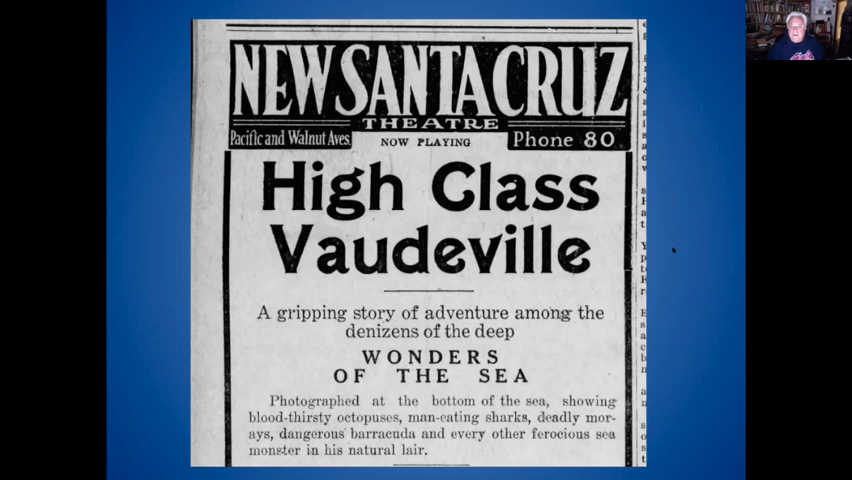 NEW SANTA CRUZ
THEATRE
Pacific and Walnut Aves.
NOW PLAYING
Phone 80
High Class
Vaudeville
A gripping story of adventure among the
denizens of the deep
WONDERS
OF THE SEA
Photographed at the bottom of the sea, showing
blood-thirsty octopuses, man-eating sharks, deadly mor-
ays, dangerous barracuda and every other ferocious sea
monster in his natural lair.